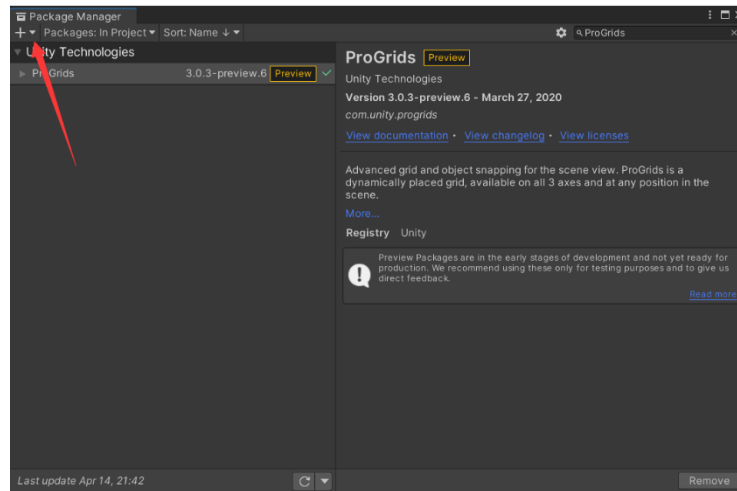 Package Manager
Packages: In Project Sort: Name ↓ ProGrids
Unity Technologies
ProGrids 3.0.3-preview.6 Preview
ProGrids Preview
Unity Technologies
Version 3.0.3-preview.6 - March 27, 2020
com.unity.progrids
View documentation • View changelog • View licenses
Advanced grid and object snapping for the scene view. ProGrids is a
dynamically placed grid, available on all 3 axes and at any position in the
scene.
More...
Registry Unity
Preview Packages are in the early stages of development and not yet ready for
production. We recommend using these only for testing purposes and to give us
direct feedback.
Read more
Last update Apr 14, 21:42
Remove